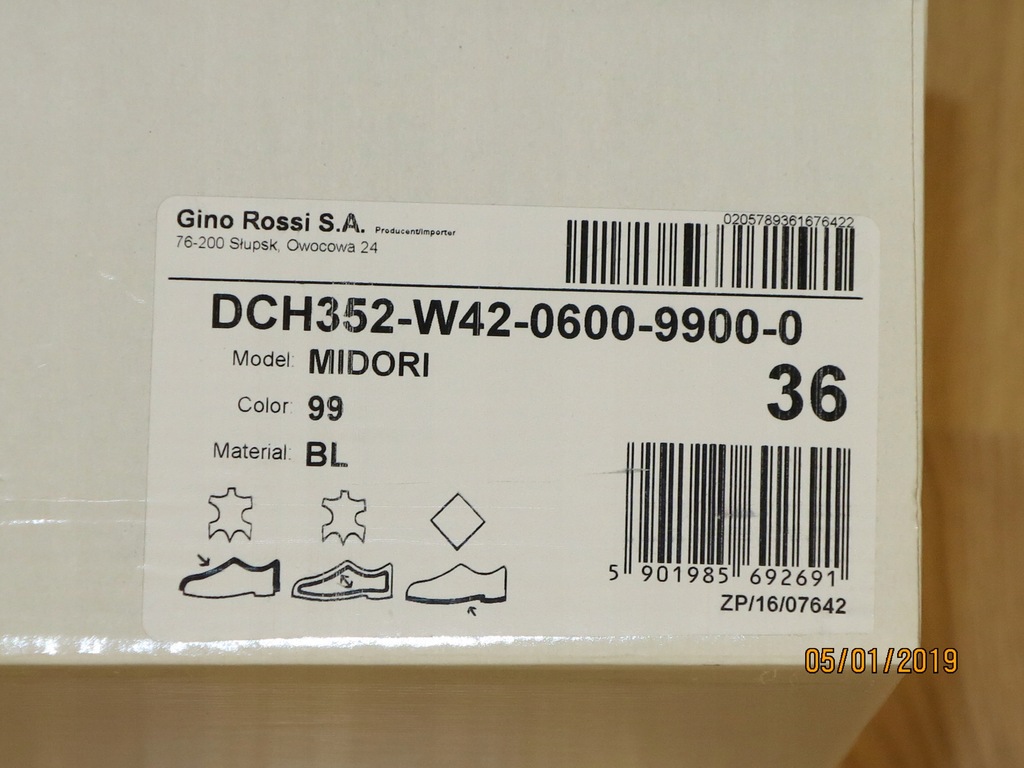 Gino Rossi S.A. Producent/Importer
76-200 Słupsk, Owocowa 24
0205789361676422
DCH352-W42-0600-9900-0
Model: MIDORI
36
Color: 99
Material: BL
5 901985 692691
ZP/16/07642
05/01/2019